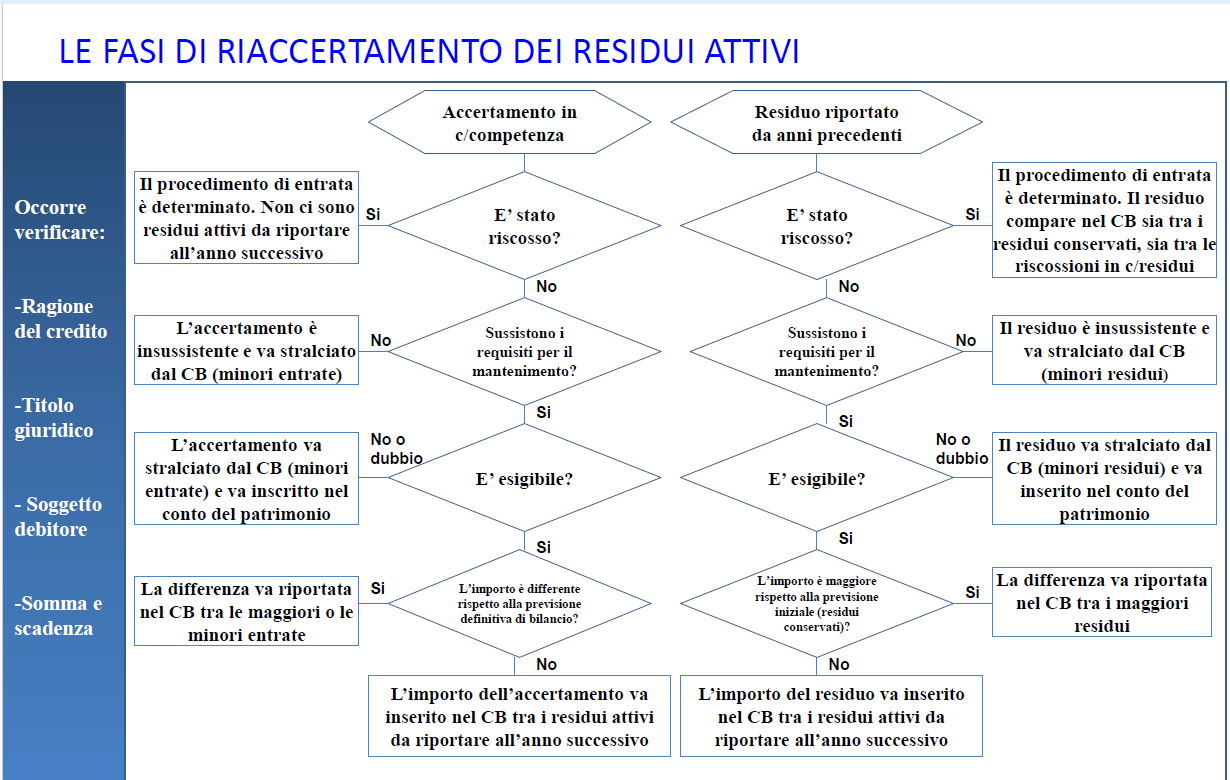 LE FASI DI RIACCERTAMENTO DEI RESIDUI ATTIVI
Occorre
verificare:
-Ragione
del credito
-Titolo
giuridico
- Soggetto
debitore
-Somma e
scadenza
Accertamento in
c/competenza
Residuo riportato
da anni precedenti
Il procedimento di entrata
è determinato. Non ci sono
residui attivi da riportare
all’anno successivo
Si
E’ stato
riscosso?
E’ stato
riscosso?
Si
Il procedimento di entrata
è determinato. Il residuo
compare nel CB sia tra i
residui conservati, sia tra le
riscossioni in c/residui
No
No
L’accertamento è
insussistente e va stralciato
dal CB (minori entrate)
No
Sussistono i
requisiti per il
mantenimento?
Sussistono i
requisiti per il
mantenimento?
No
Il residuo è insussistente e
va stralciato dal CB
(minori residui)
Si
Si
L’accertamento va
stralciato dal CB (minori
entrate) e va inscritto nel
conto del patrimonio
No o
dubbio
E’ esigibile?
E’ esigibile?
No o
dubbio
Il residuo va stralciato dal
CB (minori residui) e va
inserito nel conto del
patrimonio
Si
Si
La differenza va riportata
nel CB tra le maggiori o le
minori entrate
Si
L’importo è differente
rispetto alla previsione
definitiva di bilancio?
L’importo è maggiore
rispetto alla previsione
iniziale (residui
conservati)?
Si
La differenza va riportata
nel CB tra i maggiori
residui
No
No
L’importo dell’accertamento va
inserito nel CB tra i residui attivi
da riportare all’anno successivo
L’importo del residuo va inserito
nel CB tra i residui attivi da
riportare all’anno successivo